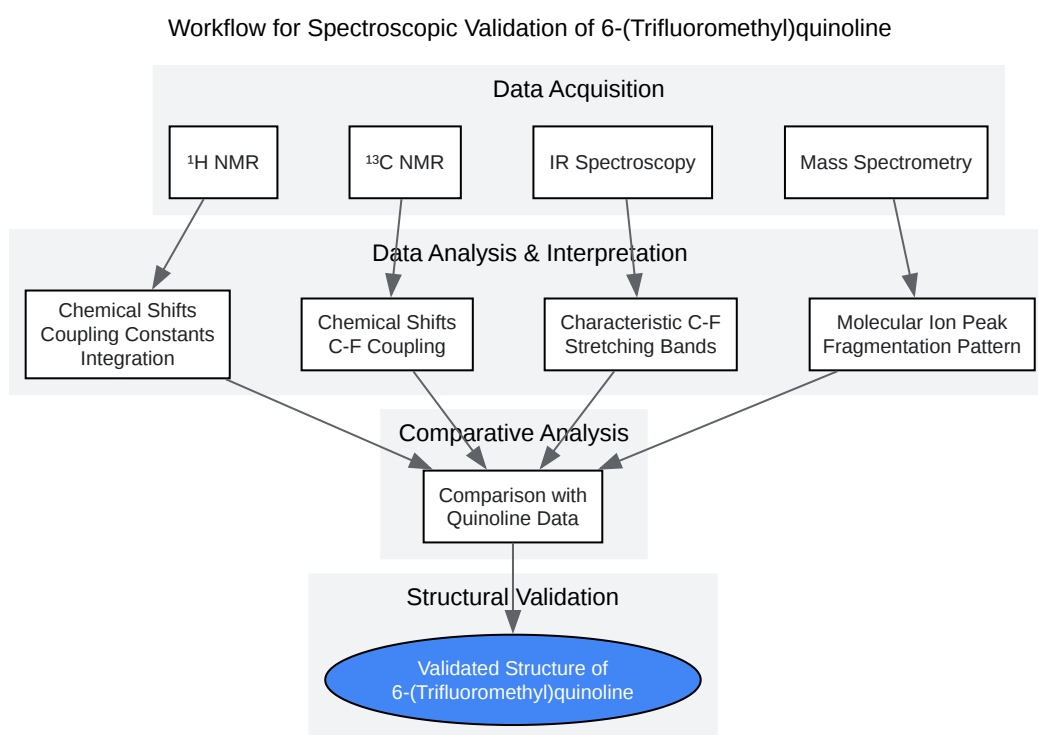 Workflow for Spectroscopic Validation of 6-(Trifluoromethyl)quinoline
Data Acquisition
¹H NMR
¹³C NMR
IR Spectroscopy
Mass Spectrometry
Data Analysis & Interpretation
Chemical Shifts
Coupling Constants
Integration
Chemical Shifts
C-F Coupling
Characteristic C-F
Stretching Bands
Molecular Ion Peak
Fragmentation Pattern
Comparative Analysis
Comparison with
Quinoline Data
Structural Validation
Validated Structure of
6-(Trifluoromethyl)quinoline